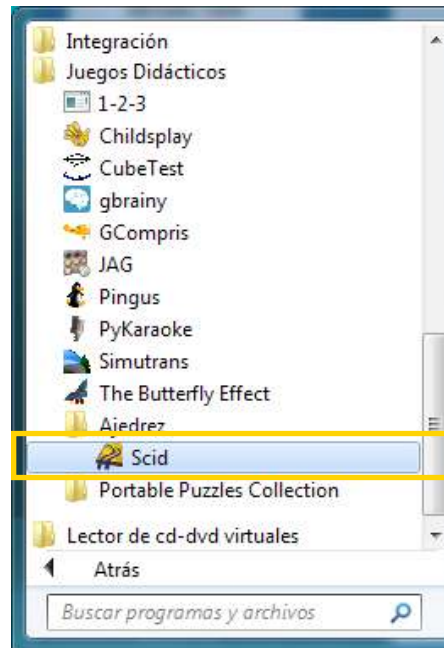 Integración
Juegos Didácticos
1-2-3
Childsplay
CubeTest
gbrainy
GCompris
JAG
Pingus
PyKaraoke
Simutrans
The Butterfly Effect
Ajedrez
Scid
Portable Puzzles Collection
Lector de cd-dvd virtuales
Atrás
Buscar programas y archivos